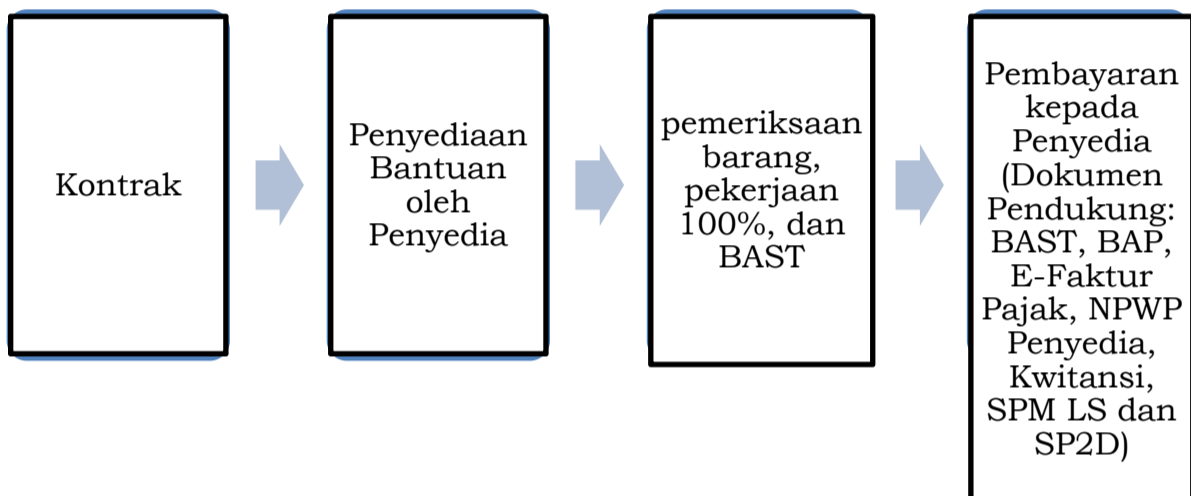 Kontrak
Penyediaan
Bantuan
oleh
Penyedia
pemeriksaan
barang,
pekerjaan
100%, dan
BAST
Pembayaran
kepada
Penyedia
(Dokumen
Pendukung:
BAST, BAP,
E-Faktur
Pajak, NPWP
Penyedia,
Kwitansi,
SPM LS dan
SP2D)